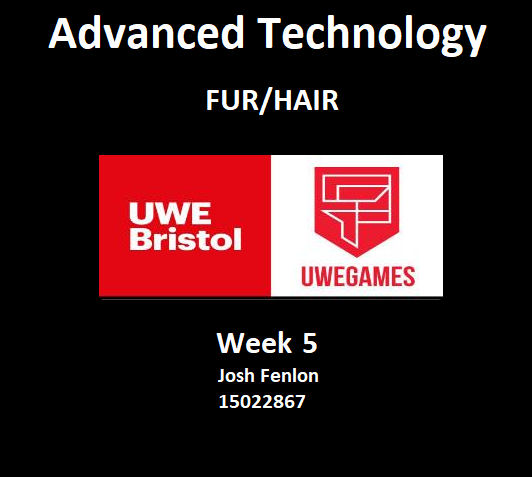 Advanced Technology
FUR/HAIR
UWE
Bristol
UWEGAMES
Week 5
Josh Fenlon
15022867